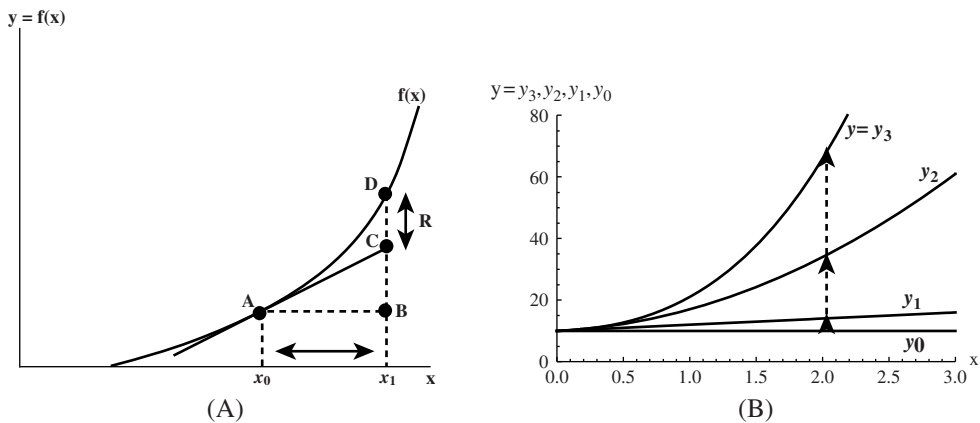 y = f(x)
f(x)
D
R
C
A
B
x₀
x₁
x
(A)
y = y₃, y₂, y₁, y₀
80
y = y₃
y₂
60
40
20
y₁
y0
0
0.0
0.5
1.0
1.5
2.0
2.5
3.0
x
(B)